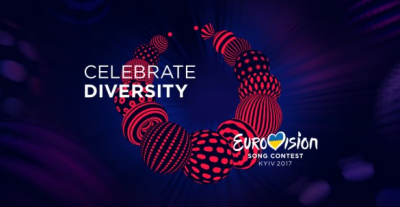 CELEBRATE
DIVERSITY
EUROVISION
SONG CONTEST
KYIV 2017